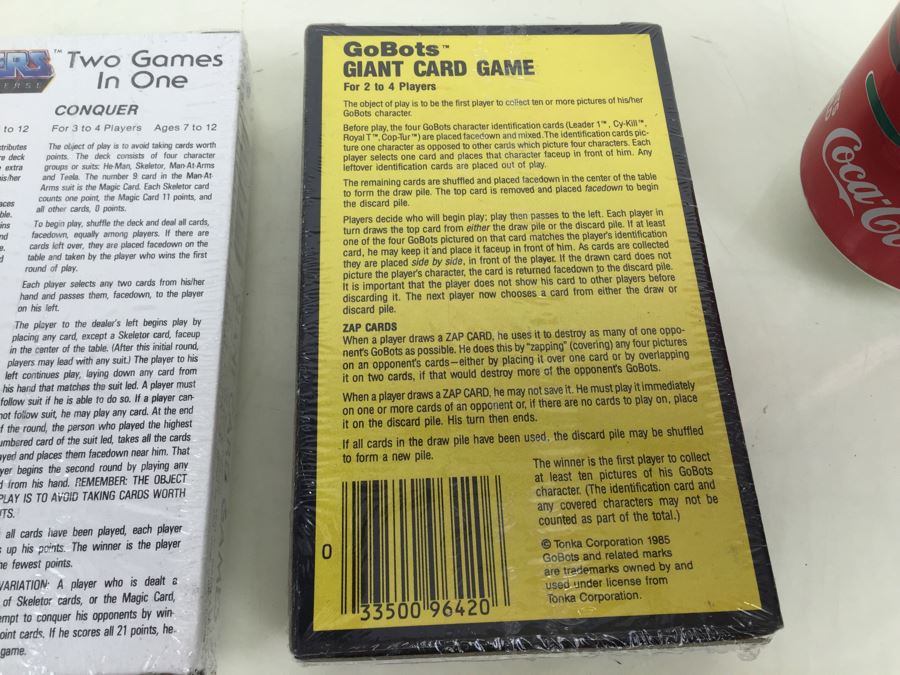 ERS™
ERSE
Two Games
In One
CONQUER
to 12
For 3 to 4 Players Ages 7 to 12
The object of play is to avoid taking cards worth
points. The deck consists of four character
groups or suits: He-Man, Skeletor, Man-At-Arms
and Teela. The number 9 card in the Man-At-
Arms suit is the Magic Card. Each Skeletor card
counts one point, the Magic Card 11 points, and
all other cards, 0 points.
To begin play, shuffle the deck and deal all cards,
facedown, equally among players. If there are
cards left over, they are placed facedown on the
table and taken by the player who wins the first
round of play.
Each player selects any two cards from his/her
hand and passes them, facedown, to the player
on his left.
The player to the dealer's left begins play by
placing any card, except a Skeletor card, faceup
in the center of the table. (After this initial round,
players may lead with any suit.) The player to his
left continues play, laying down any card from
his hand that matches the suit led. A player must
follow suit if he is able to do so. If a player can-
not follow suit, he may play any card. At the end
of the round, the person who played the highest
umbered card of the suit led, takes all the cards
ayed and places them facedown near him. That
yer begins the second round by playing any
d from his hand. REMEMBER: THE OBJECT
PLAY IS TO AVOID TAKING CARDS WORTH
TS.
all cards have been played, each player
up his points. The winner is the player
he fewest points.
VARIATION: A player who is dealt a
of Skeletor cards, or the Magic Card,
empt to conquer his opponents by win-
oint cards. If he scores all 21 points, he
game.
GoBots™
GIANT CARD GAME
For 2 to 4 Players
The object of play is to be the first player to collect ten or more pictures of his/her
GoBots character.
Before play, the four GoBots character identification cards (Leader 1™, Cy-Kill™,
Royal T™, Cop-Tur™) are placed facedown and mixed. The identification cards pic-
ture one character as opposed to other cards which picture four characters. Each
player selects one card and places that character faceup in front of him. Any
leftover identification cards are placed out of play.
The remaining cards are shuffled and placed facedown in the center of the table
to form the draw pile. The top card is removed and placed facedown to begin
the discard pile.
Players decide who will begin play; play then passes to the left. Each player in
turn draws the top card from either the draw pile or the discard pile. If at least
one of the four GoBots pictured on that card matches the player's identification
card, he may keep it and place it faceup in front of him. As cards are collected
they are placed side by side, in front of the player. If the drawn card does not
picture the player's character, the card is returned facedown to the discard pile.
It is important that the player does not show his card to other players before
discarding it. The next player now chooses a card from either the draw or
discard pile.
ZAP CARDS
When a player draws a ZAP CARD, he uses it to destroy as many of one oppo-
nent's GoBots as possible. He does this by "zapping" (covering) any four pictures
on an opponent's cards—either by placing it over one card or by overlapping
it on two cards, if that would destroy more of the opponent's GoBots.
When a player draws a ZAP CARD, he may not save it. He must play it immediately
on one or more cards of an opponent or, if there are no cards to play on, place
it on the discard pile. His turn then ends.
If all cards in the draw pile have been used, the discard pile may be shuffled
to form a new pile.
The winner is the first player to collect
at least ten pictures of his GoBots
character. (The identification card and
any covered characters may not be
counted as part of the total.)
© Tonka Corporation 1985
GoBots and related marks
are trademarks owned by and
used under license from
Tonka Corporation.
0 33500 96420
Coca-Co